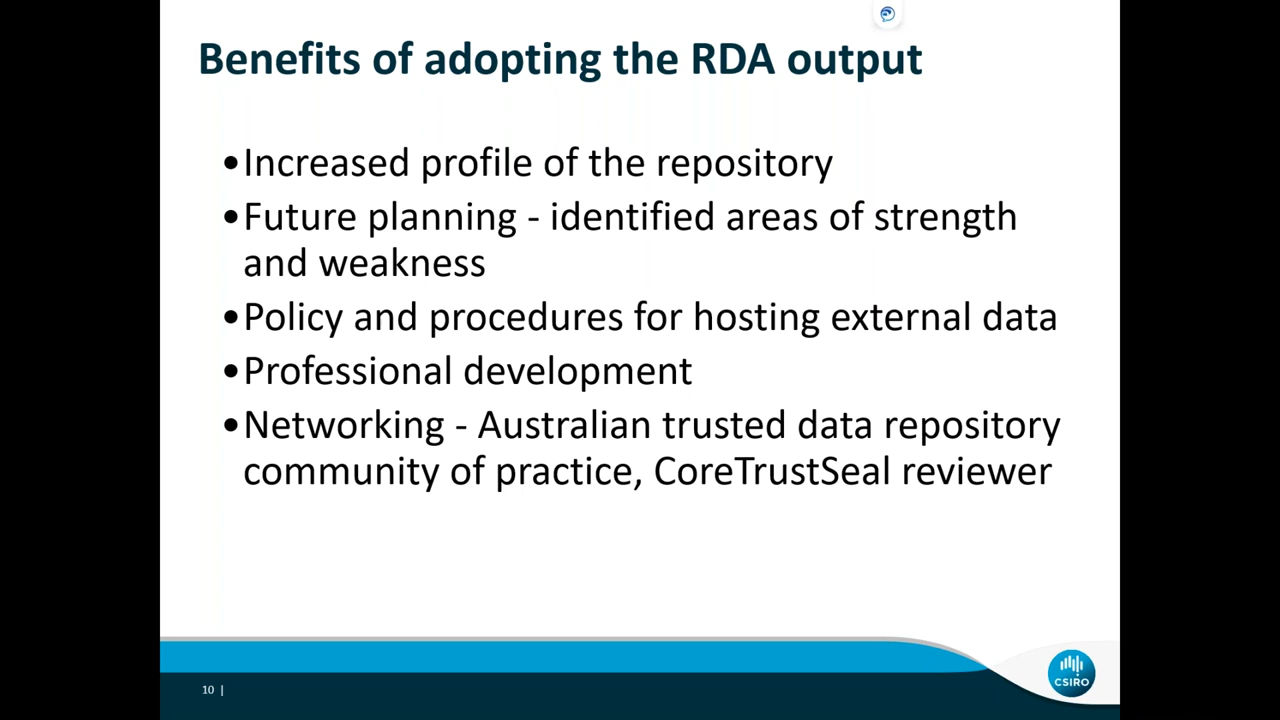 Benefits of adopting the RDA output
•Increased profile of the repository
•Future planning - identified areas of strength
and weakness
•Policy and procedures for hosting external data
•Professional development
•Networking - Australian trusted data repository
community of practice, CoreTrustSeal reviewer
10 |
CSIRO